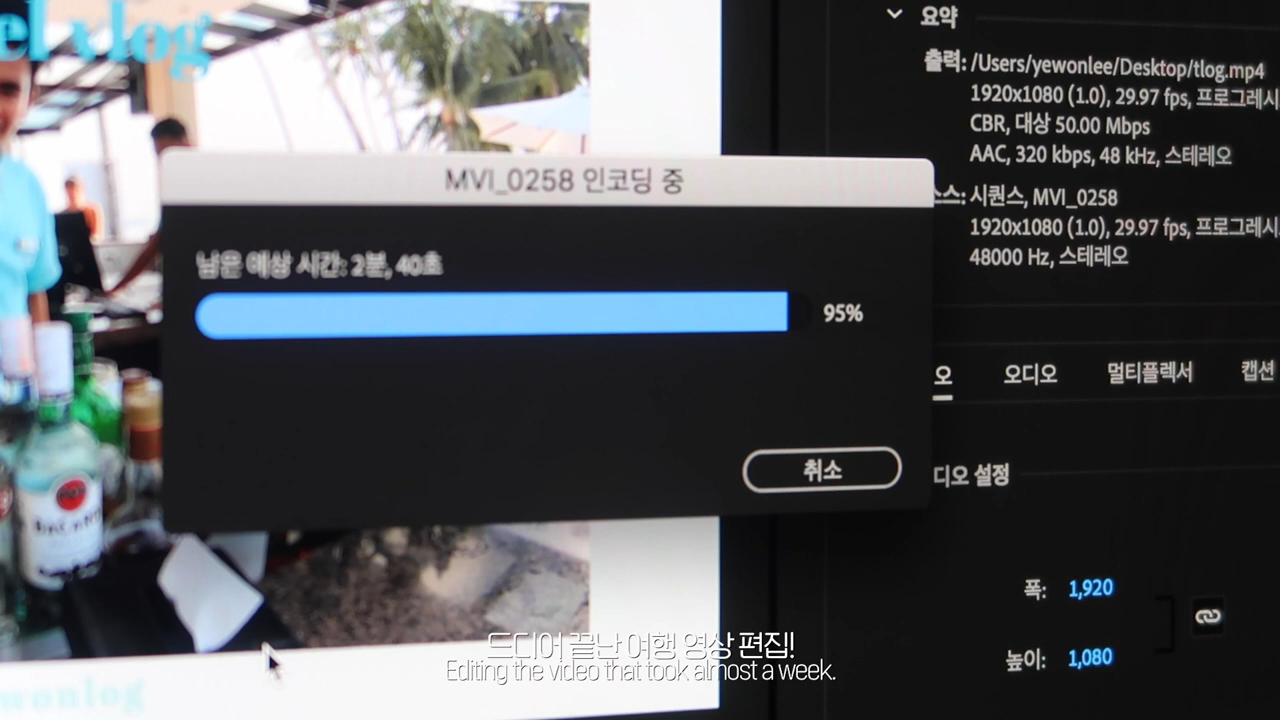 el vlog
요약
출력: /Users/yewonlee/Desktop/tlog.mp4
1920x1080 (1.0), 29.97 fps, 프로그레시
CBR, 대상 50.00 Mbps
AAC, 320 kbps, 48 kHz, 스테레오
스: 시퀀스, MVI_0258
1920x1080 (1.0), 29.97 fps, 프로그레시
48000 Hz, 스테레오
MVI_0258 인코딩 중
남은 예상 시간: 2분, 40초
95%
취소
오
오디오
멀티플렉서
캡션
디오 설정
폭: 1,920
높이: 1,080
BACARDI
wonlog
드디어 끝난 여행 영상 편집!
Editing the video that took almost a week.